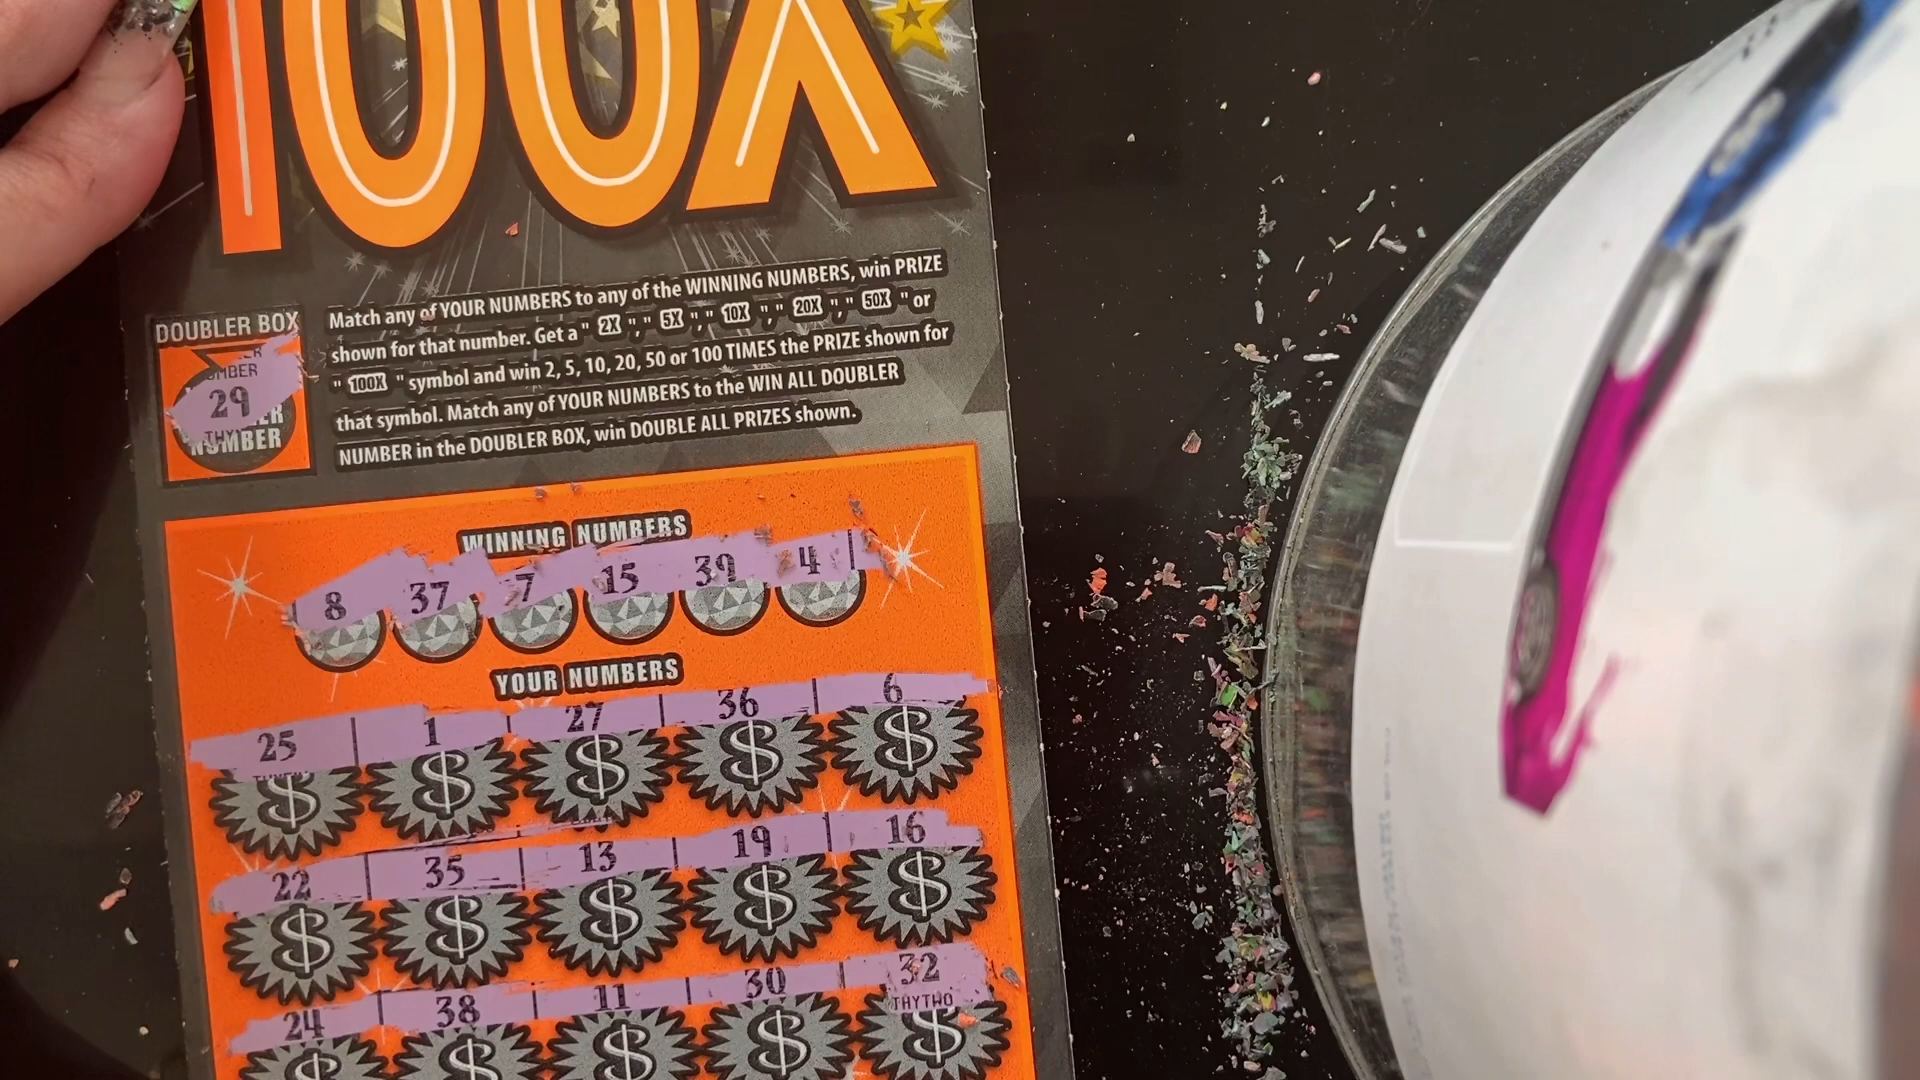 100X
DOUBLER BOX
29
NUMBER
Match any of YOUR NUMBERS to any of the WINNING NUMBERS, win PRIZE
shown for that number. Get a " 2X "," 5X "," 10X "," 20X "," 50X " or
" 100X " symbol and win 2, 5, 10, 20, 50 or 100 TIMES the PRIZE shown for
that symbol. Match any of YOUR NUMBERS to the WIN ALL DOUBLER
NUMBER in the DOUBLER BOX, win DOUBLE ALL PRIZES shown.
WINNING NUMBERS
8 37 7 15 39 4
YOUR NUMBERS
25 1 27 36 6
$ $ $ $ $
22 35 13 19 16
$ $ $ $ $
24 38 11 30 32
THYTWO
$ $ $ $ $